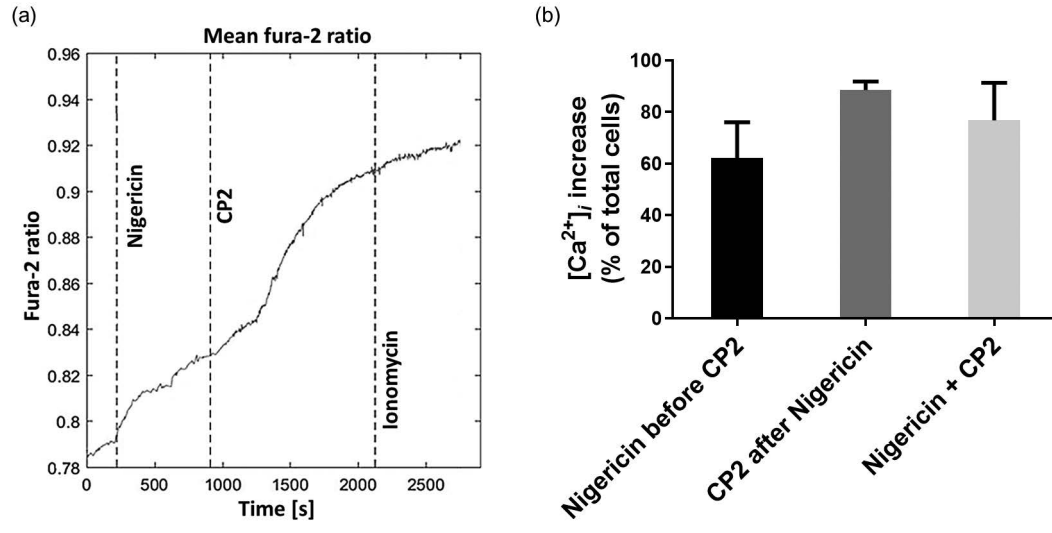 (a)
Mean fura-2 ratio
0.96
0.94
0.92
0.9
0.88
0.86
0.84
0.82
0.8
0.78
Fura-2 ratio
Nigericin
CP2
Ionomycin
0
500
1000
1500
2000
2500
Time [s]
(b)
[Ca2+]i increase
(% of total cells)
100
80
60
40
20
0
Nigericin before CP2
CP2 after Nigericin
Nigericin + CP2